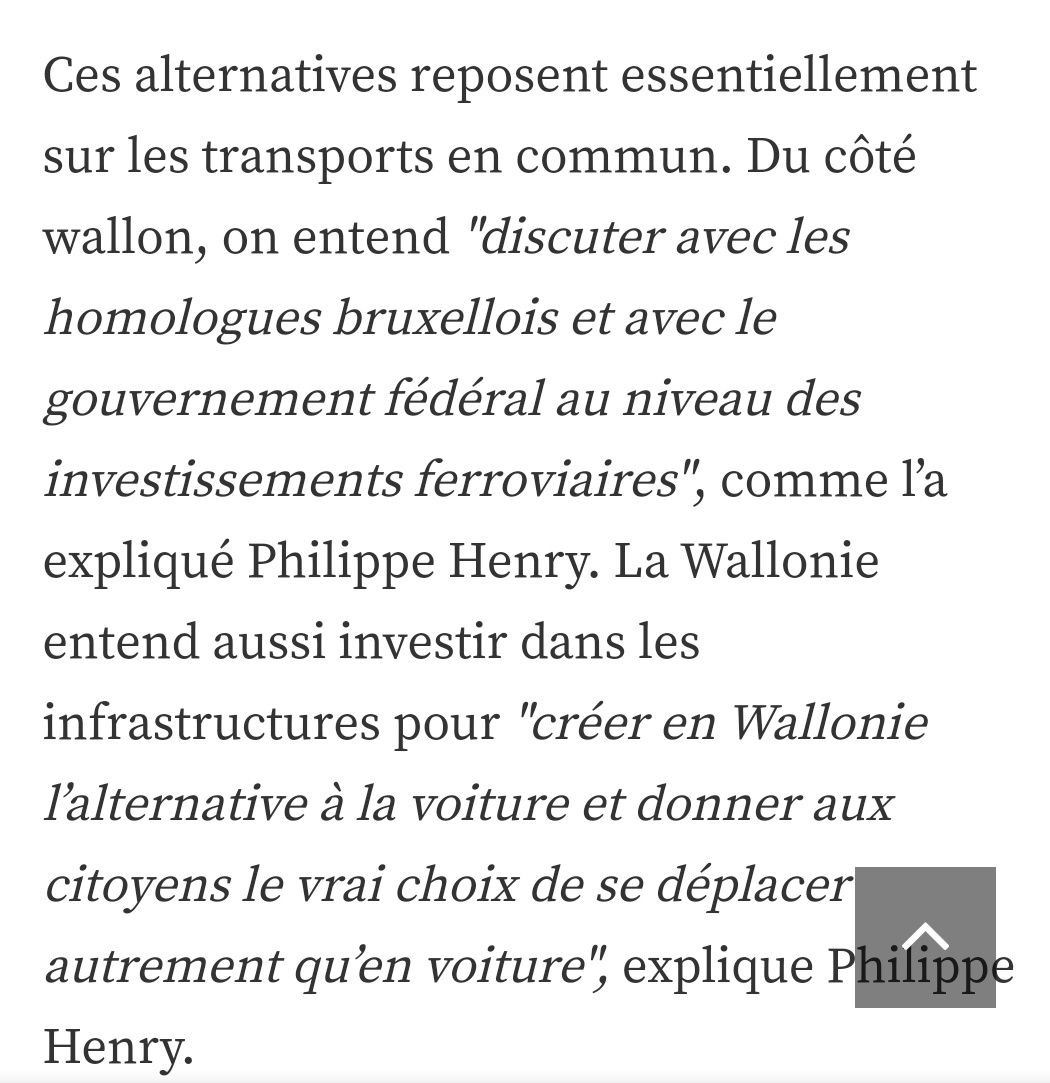 Ces alternatives reposent essentiellement
sur les transports en commun. Du côté
wallon, on entend "discuter avec les
homologues bruxellois et avec le
gouvernement fédéral au niveau des
investissements ferroviaires", comme l’a
expliqué Philippe Henry. La Wallonie
entend aussi investir dans les
infrastructures pour "créer en Wallonie
l’alternative à la voiture et donner aux
citoyens le vrai choix de se déplacer
autrement qu’en voiture", explique Philippe
Henry.